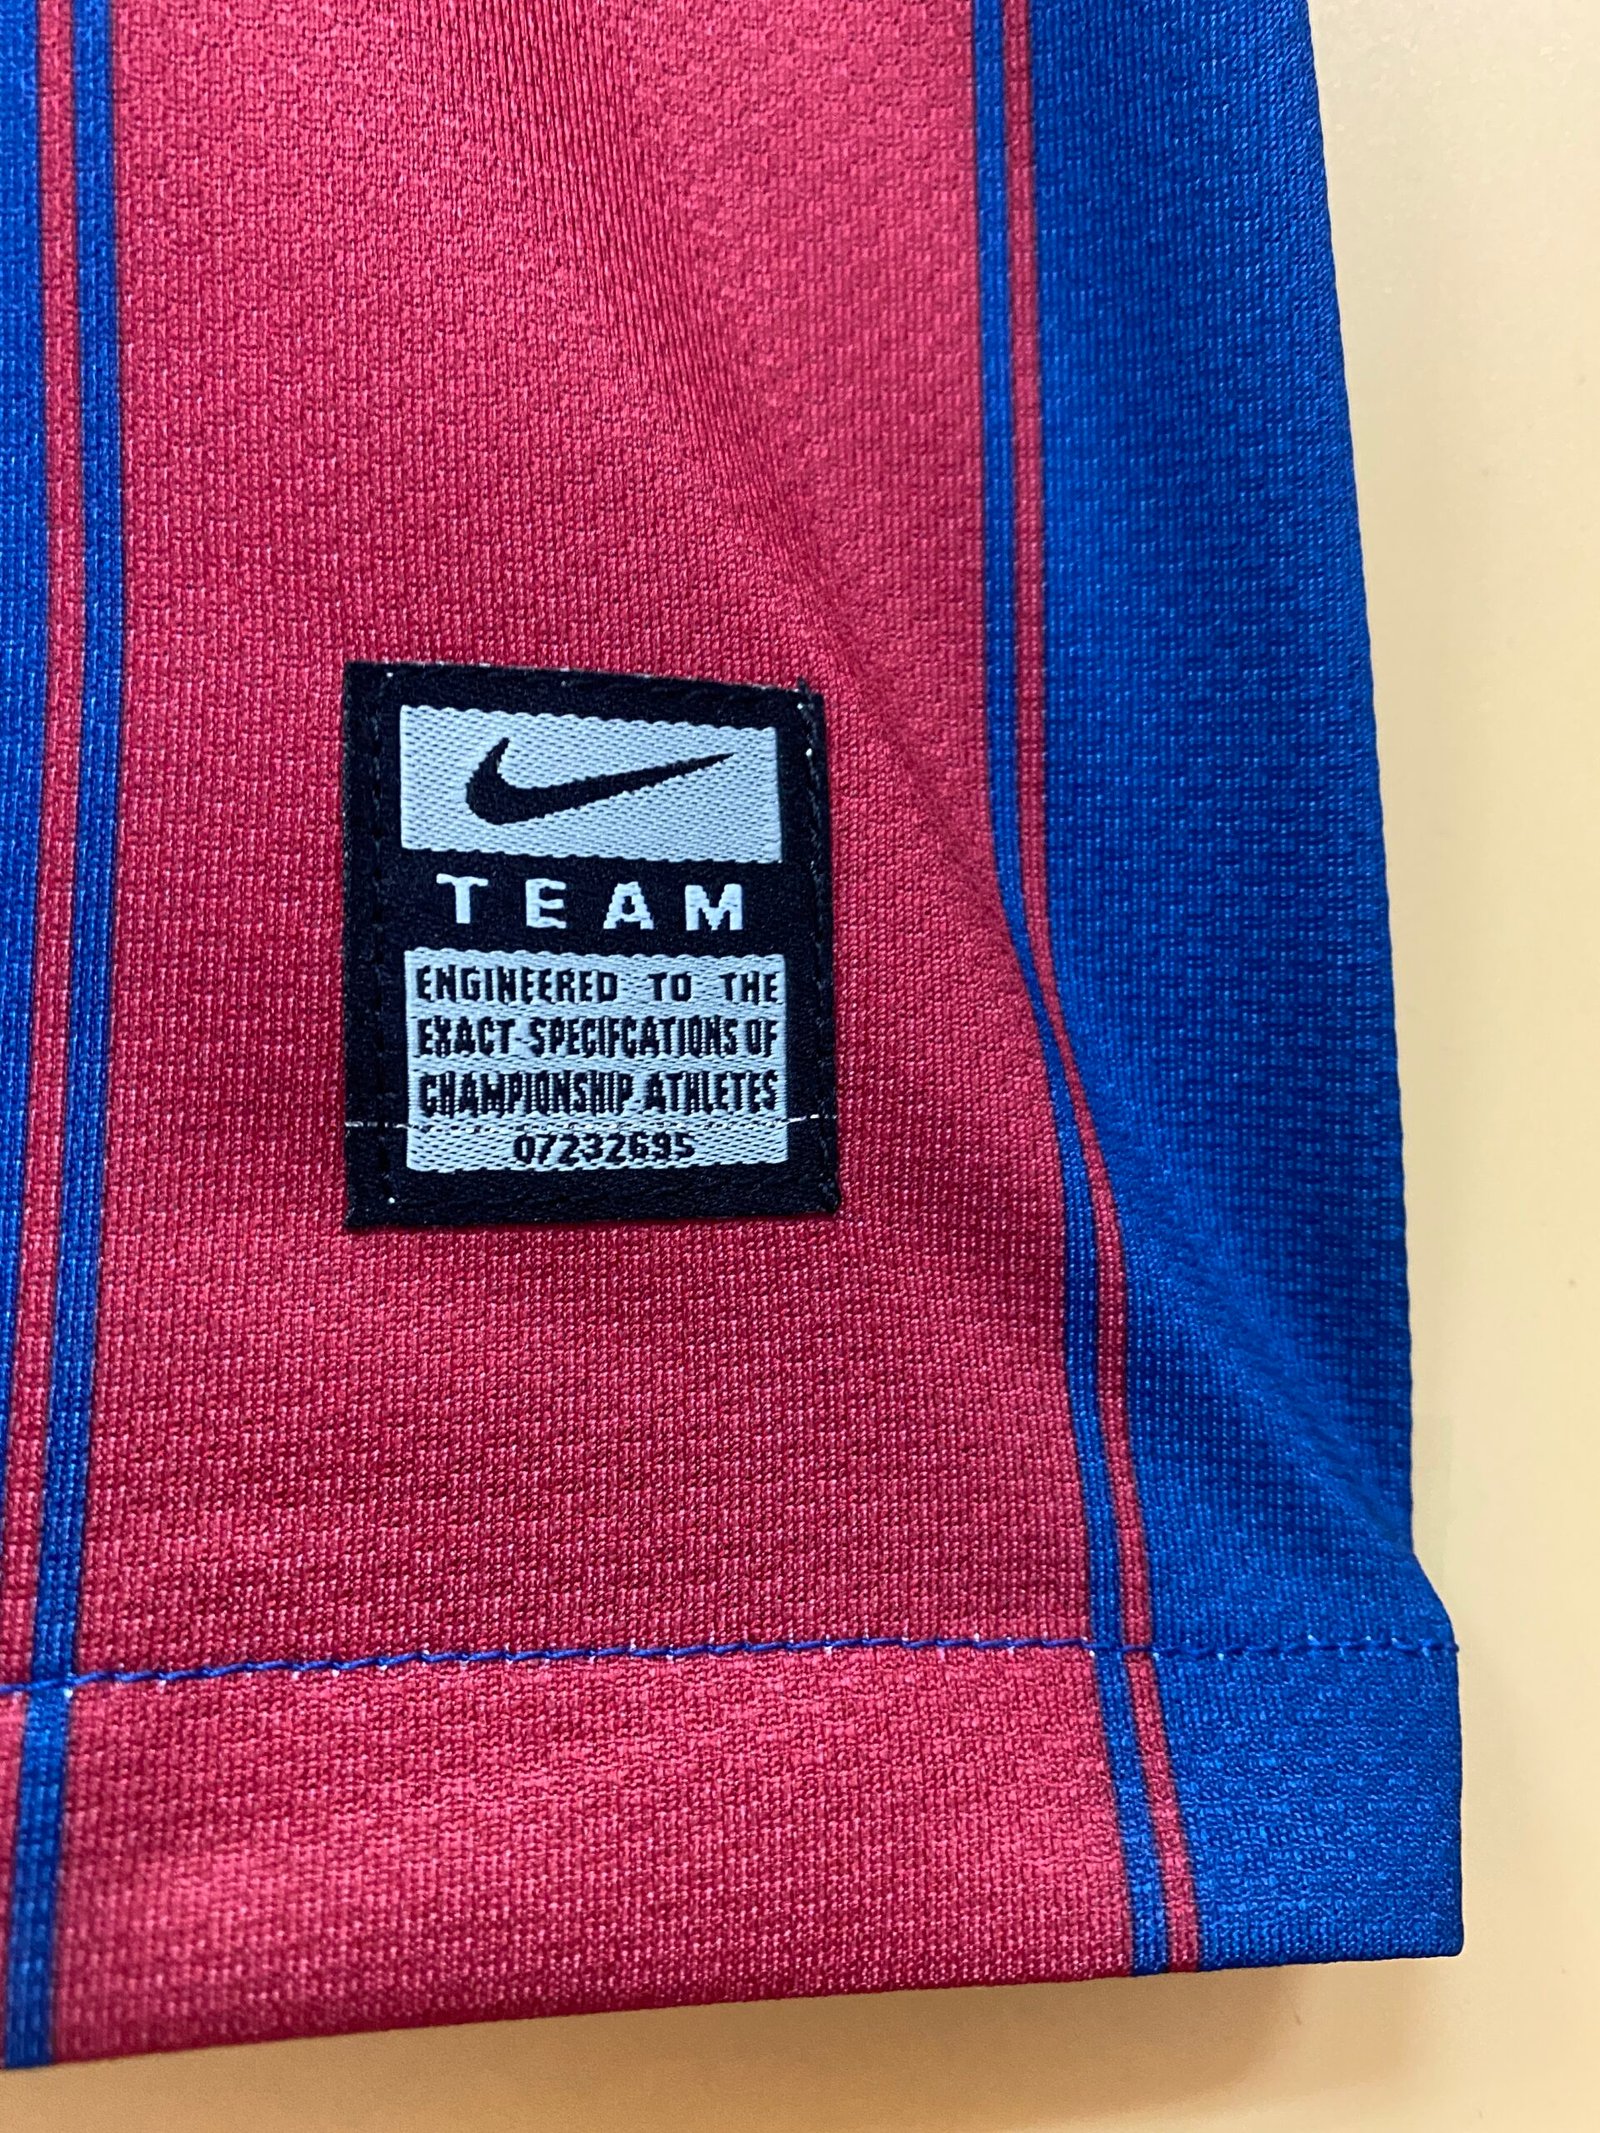 TEAM
ENGINEERED TO THE
EXACT SPECIFCATIONS OF
CHAMPIONSHIP ATHLETES
07232695